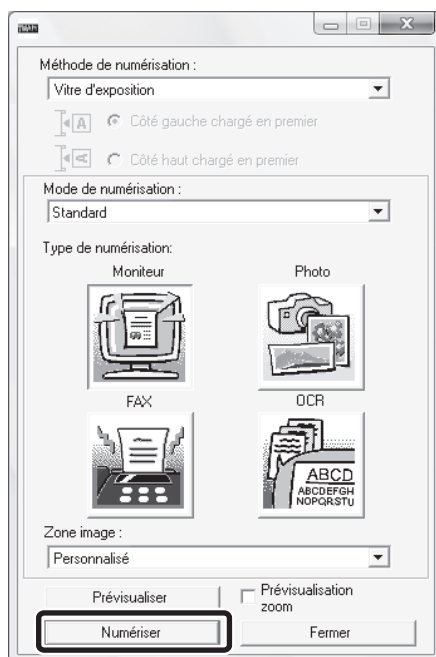 Méthode de numérisation :
Vitre d'exposition
A
Côté gauche chargé en premier
A
Côté haut chargé en premier
Mode de numérisation :
Standard
Type de numérisation:
Moniteur
Photo
FAX
OCR
ABCD
ABCDEFGH
NOPQRSTU
Zone image :
Personnalisé
Prévisualiser
Prévisualisation
zoom
Numériser
Fermer